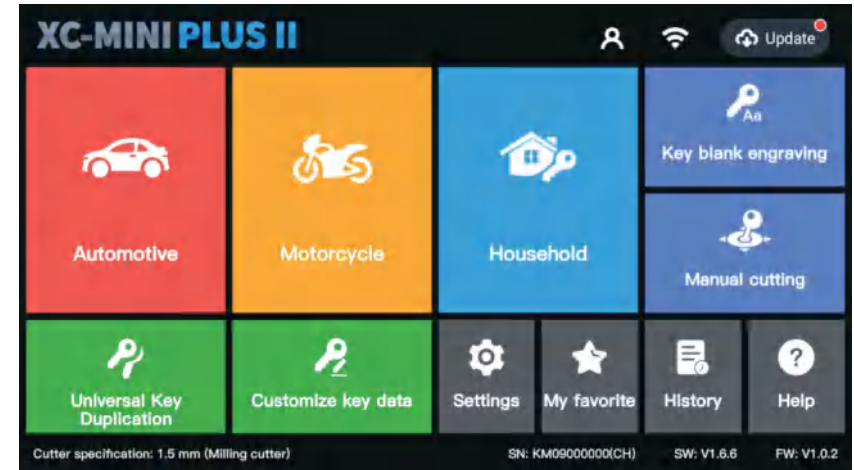 XC-MINI PLUS II
Update
Aa
Key blank engraving
Automotive
Motorcycle
Household
Manual cutting
Universal Key
Duplication
Customize key data
Settings
My favorite
History
?
Help
Cutter specification: 1.5 mm (Milling cutter)
SN: KM09000000(CH)
SW: V1.6.6
FW: V1.0.2